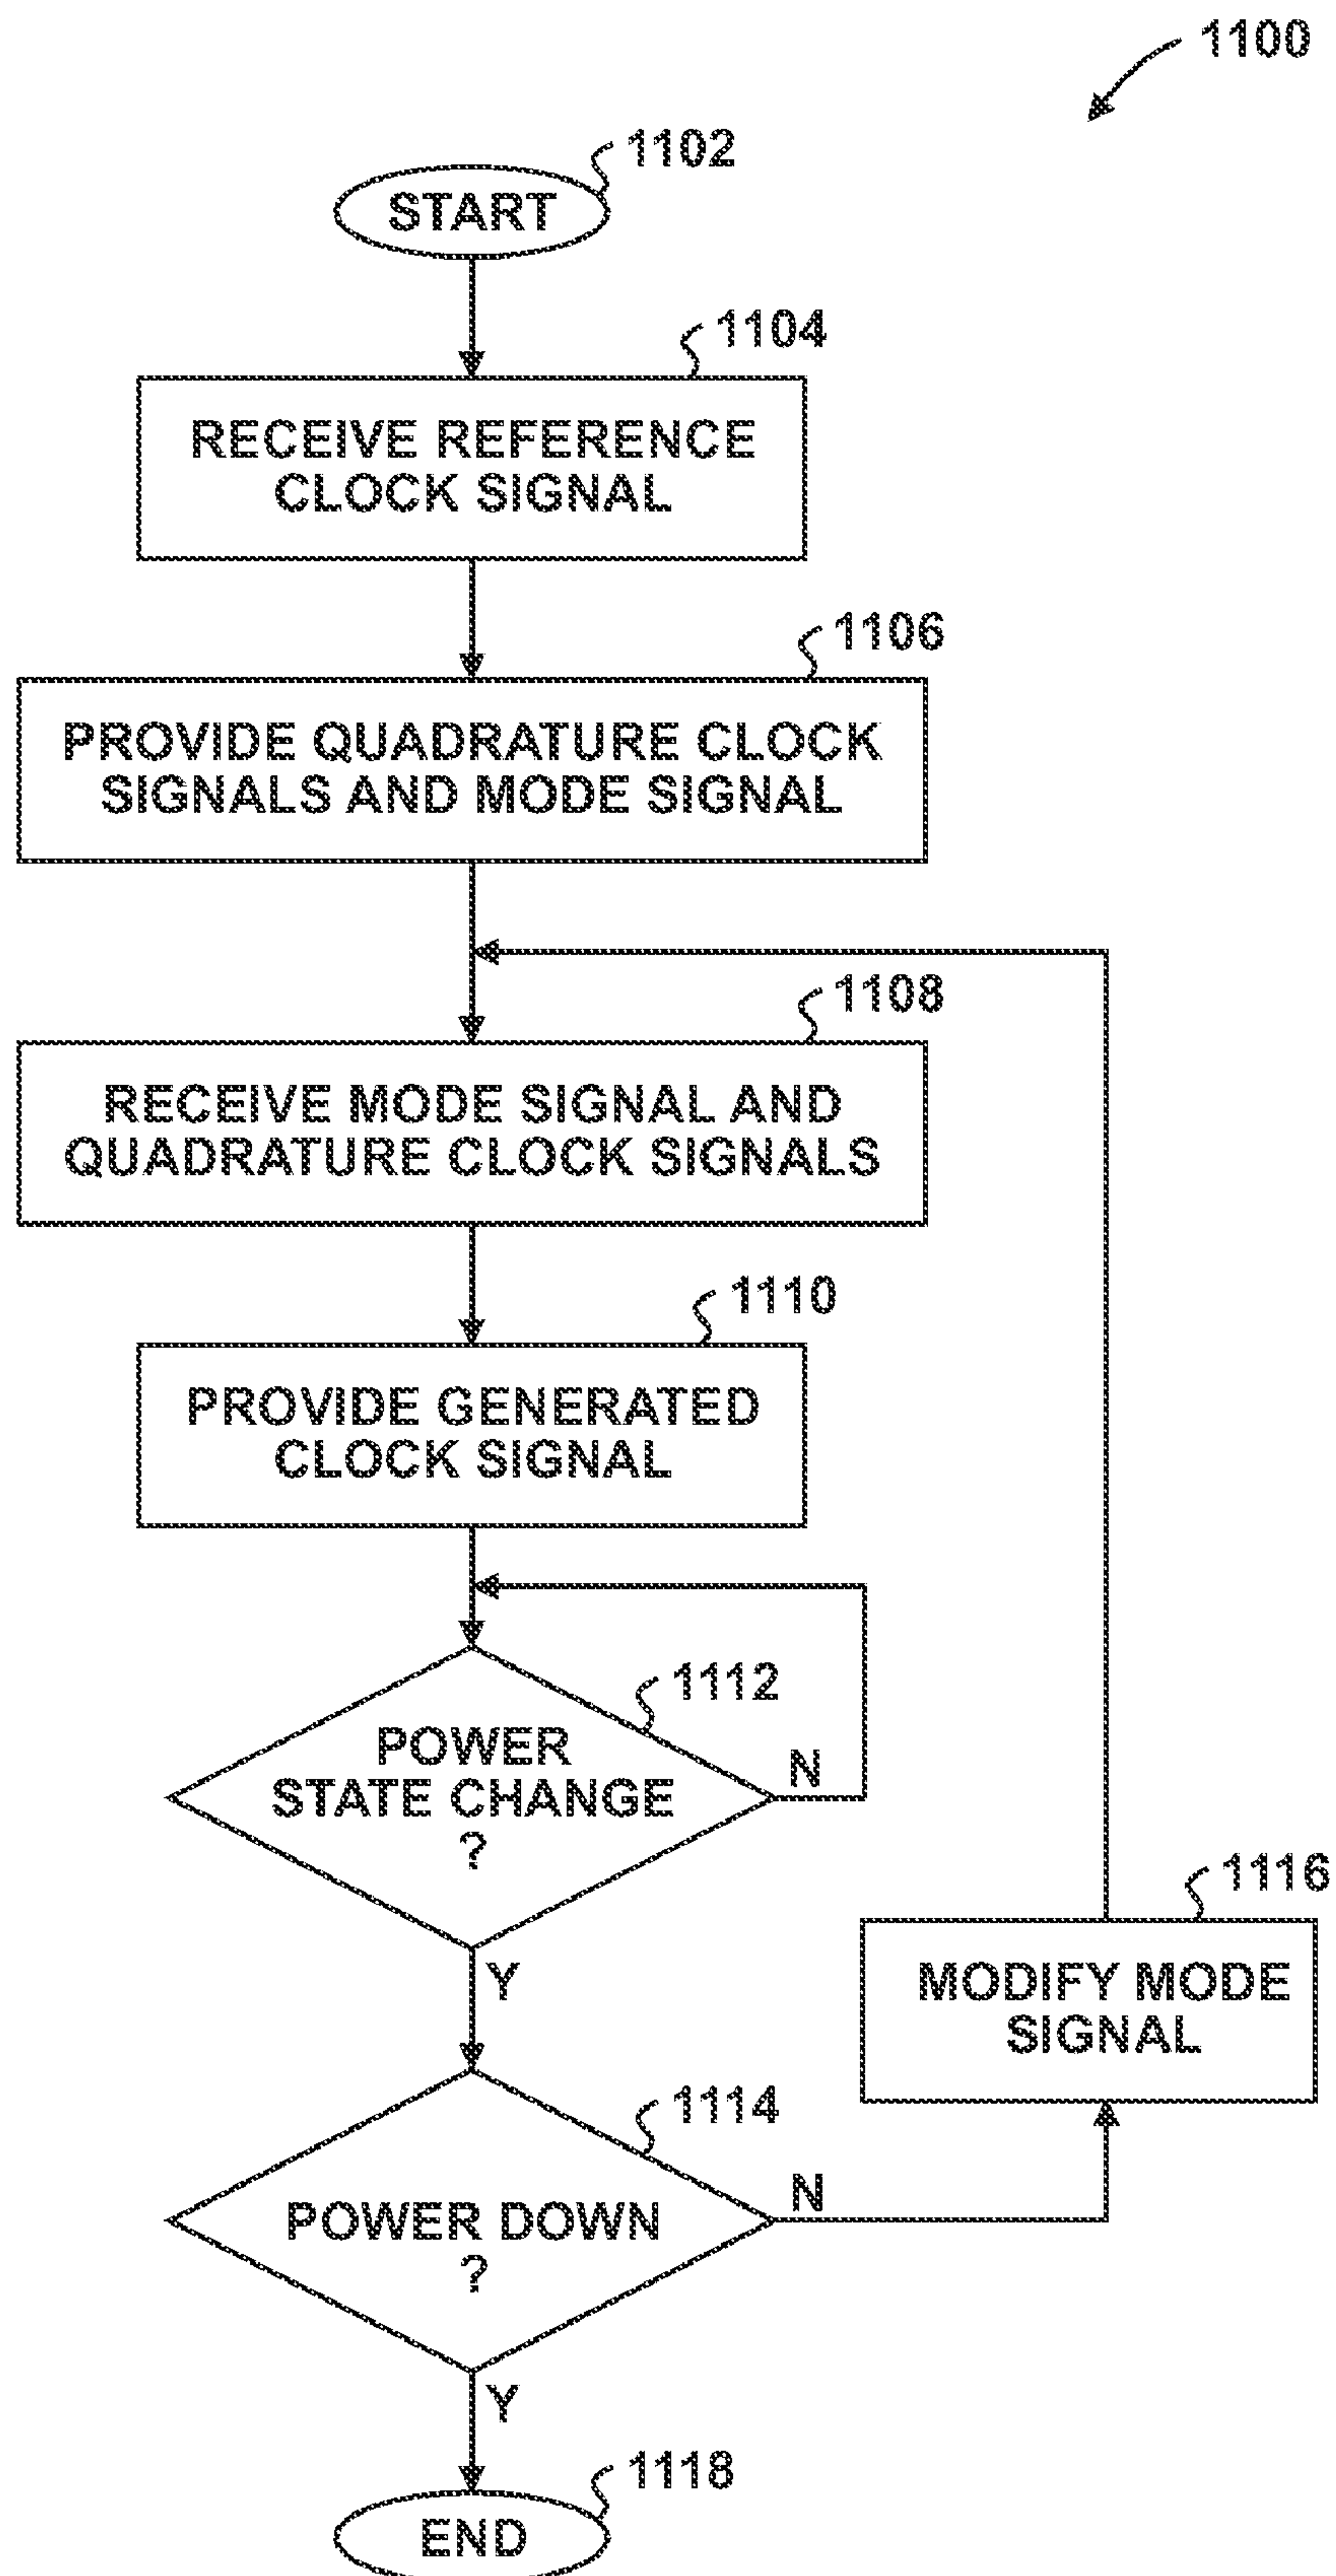 1100
1102
START
1104
RECEIVE REFERENCE
CLOCK SIGNAL
1106
PROVIDE QUADRATURE CLOCK
SIGNALS AND MODE SIGNAL
1108
RECEIVE MODE SIGNAL AND
QUADRATURE CLOCK SIGNALS
1110
PROVIDE GENERATED
CLOCK SIGNAL
1112
POWER
STATE CHANGE
?
N
Y
1116
MODIFY MODE
SIGNAL
1114
POWER DOWN
?
N
Y
1118
END